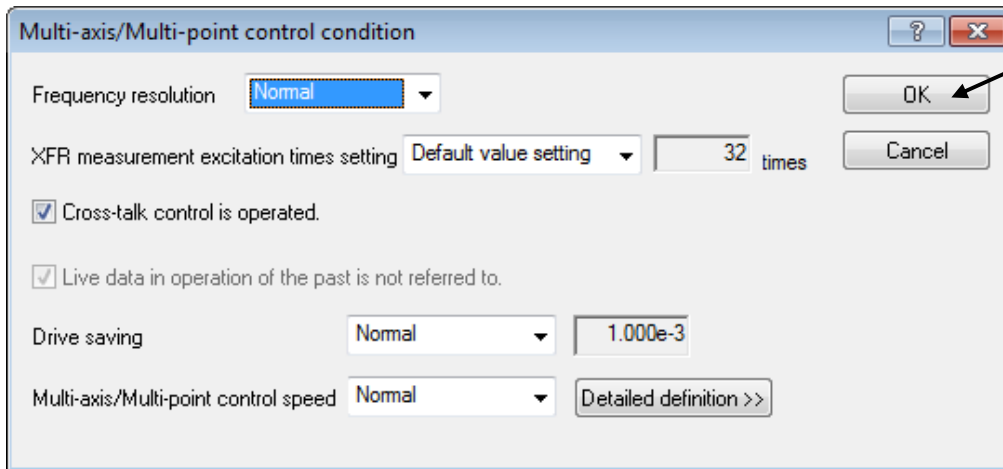 Multi-axis/Multi-point control condition
Frequency resolution Normal OK
XFR measurement excitation times setting Default value setting 32 times Cancel
Cross-talk control is operated.
Live data in operation of the past is not referred to.
Drive saving Normal 1.000e-3
Multi-axis/Multi-point control speed Normal Detailed definition >>